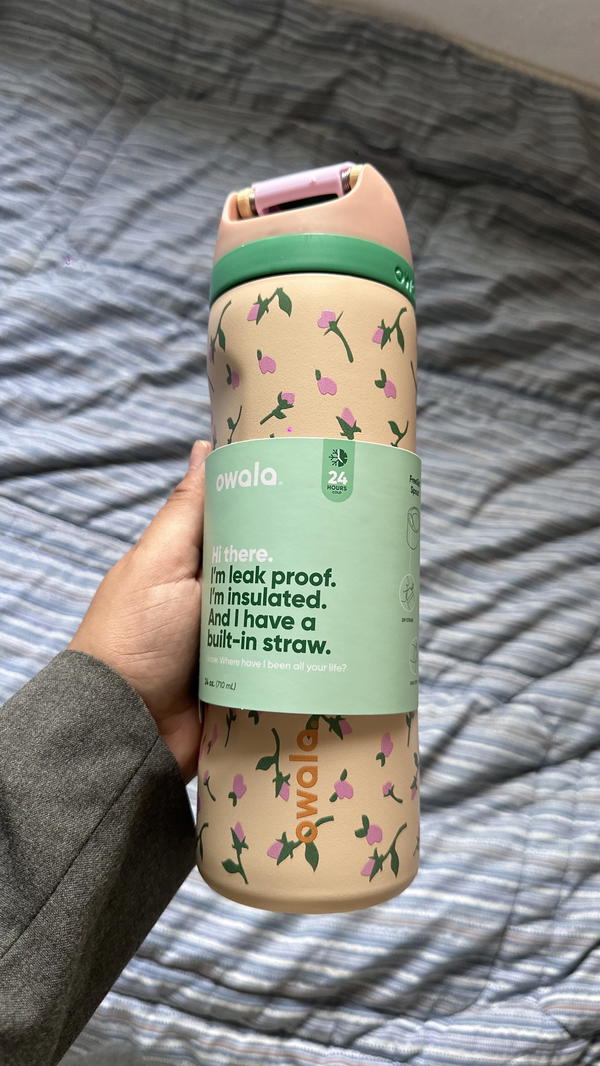 owala
24
HOURS
COLD
Hi there.
I'm leak proof.
I'm insulated.
And I have a
built-in straw.
Where have I been all your life?
24 oz. (710 mL)
owala